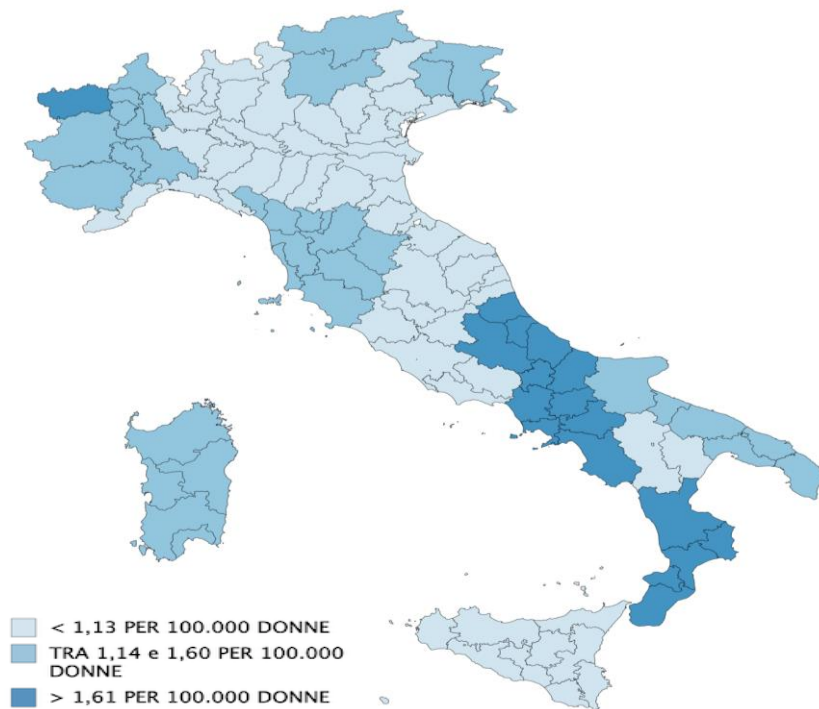 < 1,13 PER 100.000 DONNE
TRA 1,14 e 1,60 PER 100.000
DONNE
> 1,61 PER 100.000 DONNE